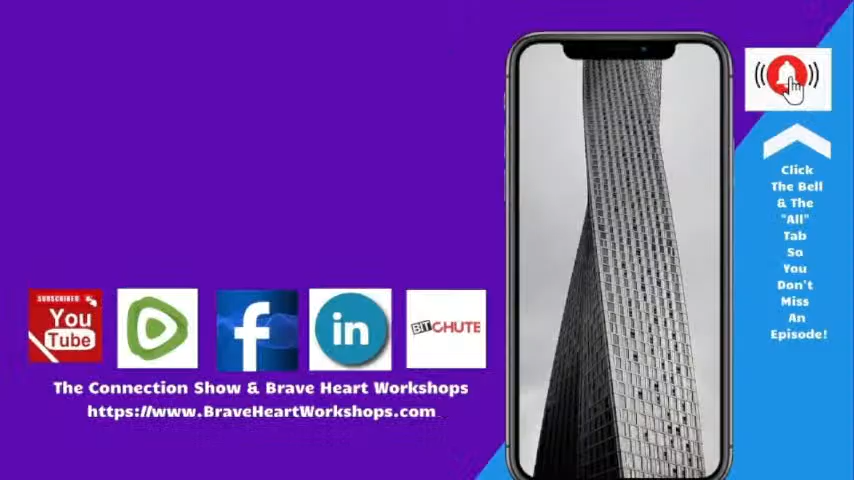 SUBSCRIBED
You
Tube
f
in
BITCHUTE
The Connection Show & Brave Heart Workshops
https://www.BraveHeartWorkshops.com
Click
The Bell
& The
"All"
Tab
So
You
Don't
Miss
An
Episode!